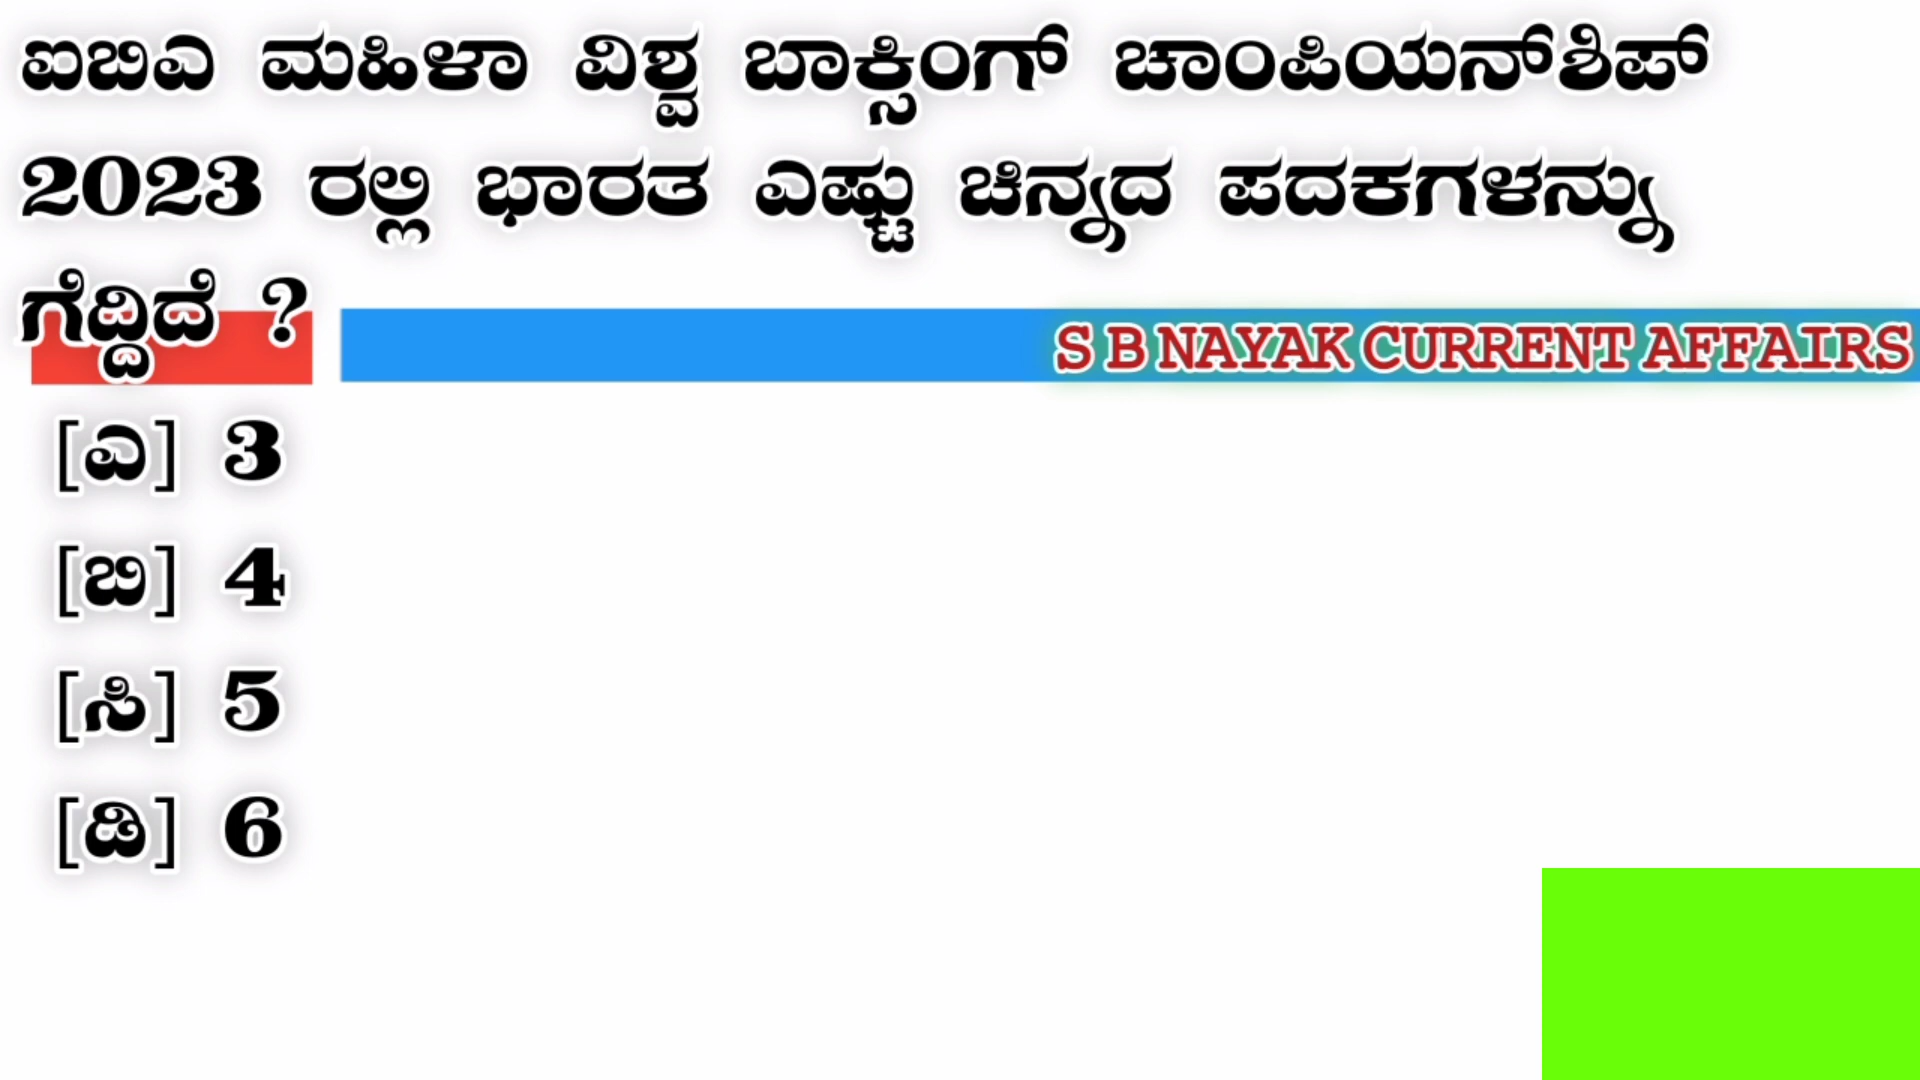 ಐಬಿಎ ಮಹಿಳಾ ವಿಶ್ವ ಬಾಕ್ಸಿಂಗ್ ಚಾಂಪಿಯನ್‌ಶಿಪ್
2023 ರಲ್ಲಿ ಭಾರತ ಎಷ್ಟು ಚಿನ್ನದ ಪದಕಗಳನ್ನು
ಗೆದ್ದಿದೆ ?
S B NAYAK CURRENT AFFAIRS
[ಎ] 3
[ಬಿ] 4
[ಸಿ] 5
[ಡಿ] 6